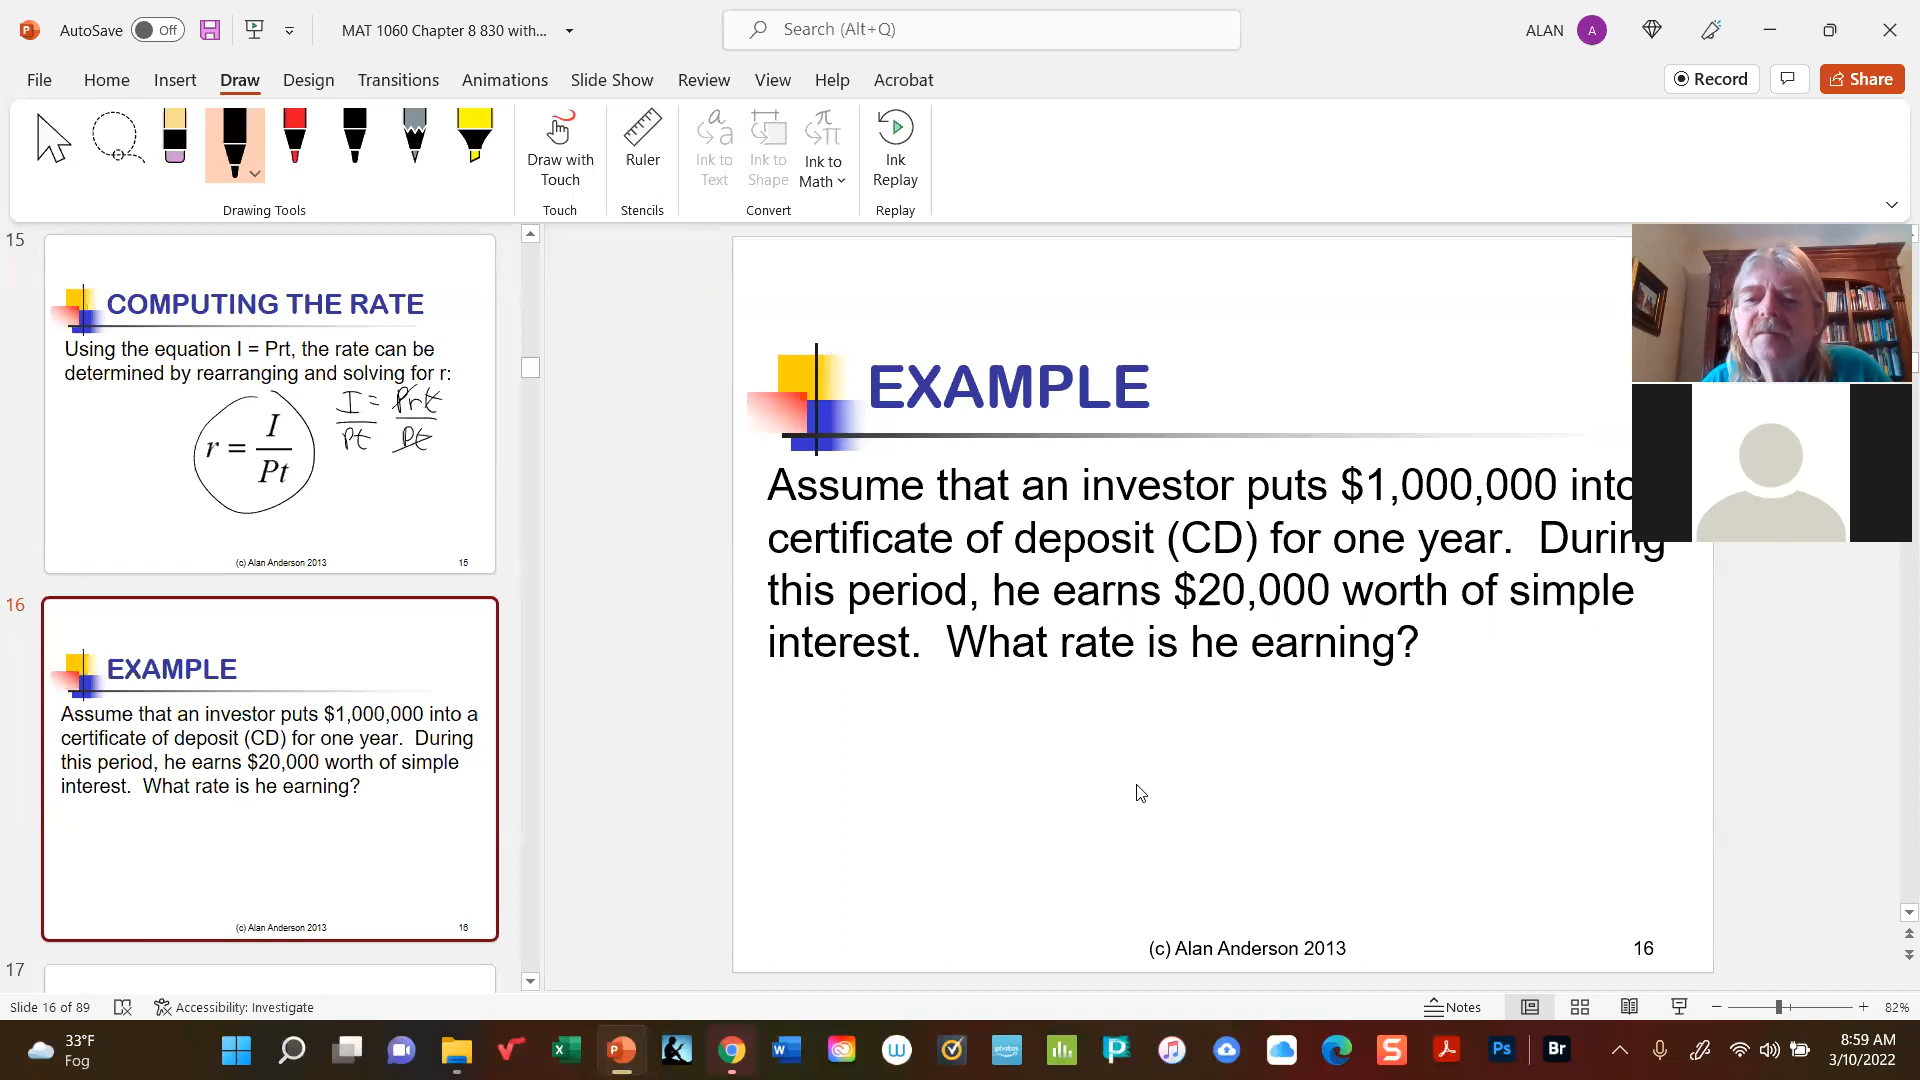 AutoSave Off
MAT 1060 Chapter 8 830 with...
Search (Alt+Q)
ALAN A
File Home Insert Draw Design Transitions Animations Slide Show Review View Help Acrobat
Record
Share
Draw with Touch
Ruler
Ink to Text
Ink to Shape
Ink to Math
Ink Replay
Drawing Tools
Touch
Stencils
Convert
Replay
15
COMPUTING THE RATE
Using the equation I = Prt, the rate can be
determined by rearranging and solving for r:
r = I / Pt
I = Prt
Pt Pt
(c) Alan Anderson 2013 15
16
EXAMPLE
Assume that an investor puts $1,000,000 into a
certificate of deposit (CD) for one year. During
this period, he earns $20,000 worth of simple
interest. What rate is he earning?
(c) Alan Anderson 2013 16
17
EXAMPLE
Assume that an investor puts $1,000,000 into
certificate of deposit (CD) for one year. During
this period, he earns $20,000 worth of simple
interest. What rate is he earning?
(c) Alan Anderson 2013 16
Slide 16 of 89 Accessibility: Investigate
Notes
82%
33°F
Fog
photos
Ps
Br
8:59 AM
3/10/2022